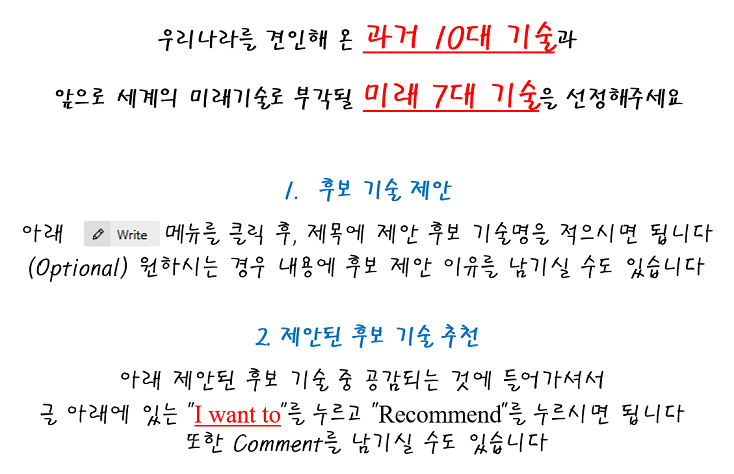 우리나라를 견인해 온 과거 10대 기술과
앞으로 세계의 미래기술로 부각될 미래 7대 기술을 선정해주세요
1. 후보 기술 제안
아래 Write 메뉴를 클릭 후, 제목에 제안 후보 기술명을 적으시면 됩니다
(Optional) 원하시는 경우 내용에 후보 제안 이유를 남기실 수도 있습니다
2. 제안된 후보 기술 추천
아래 제안된 후보 기술 중 공감되는 것에 들어가셔서
글 아래에 있는 "I want to"를 누르고 "Recommend"를 누르시면 됩니다
또한 Comment를 남기실 수도 있습니다